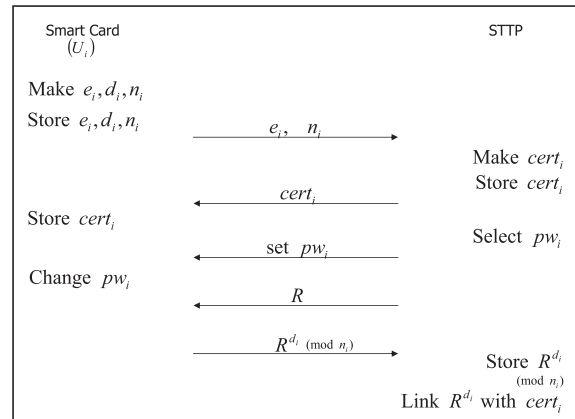 Smart Card STTP
(U_i)
Make e_i, d_i, n_i
Store e_i, d_i, n_i
e_i, n_i
Make cert_i
Store cert_i
cert_i
Store cert_i
Select pw_i
set pw_i
Change pw_i
R
R^{d_i} (mod n_i)
Store R^{d_i}
(mod n_i)
Link R^{d_i} with cert_i